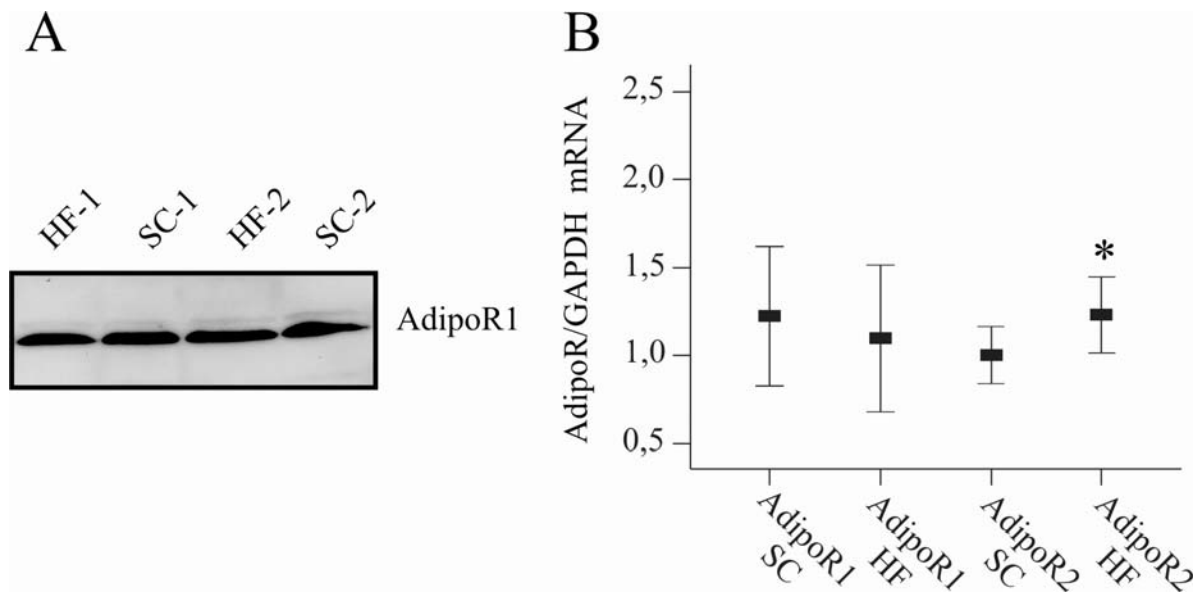 A
HF-1
SC-1
HF-2
SC-2
AdipoR1
B
AdipoR/GAPDH mRNA
2,5
2,0
1,5
1,0
0,5
*
AdipoR1
SC
AdipoR1
HF
AdipoR2
SC
AdipoR2
HF